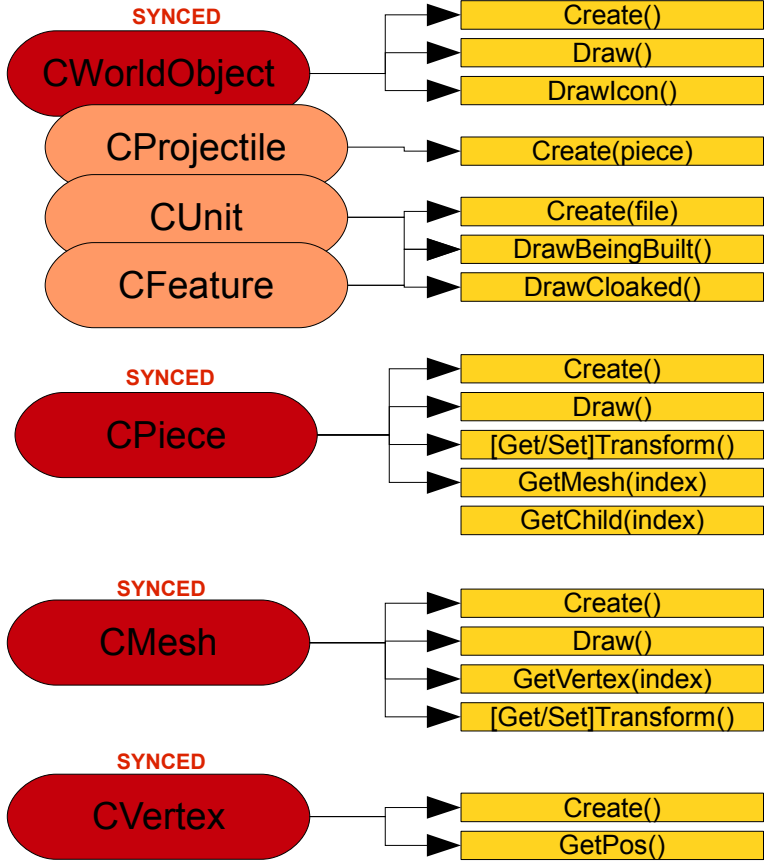 SYNCED
CWorldObject
Create()
Draw()
DrawIcon()
CProjectile
Create(piece)
CUnit
Create(file)
DrawBeingBuilt()
CFeature
DrawCloaked()
SYNCED
CPiece
Create()
Draw()
[Get/Set]Transform()
GetMesh(index)
GetChild(index)
SYNCED
CMesh
Create()
Draw()
GetVertex(index)
[Get/Set]Transform()
SYNCED
CVertex
Create()
GetPos()